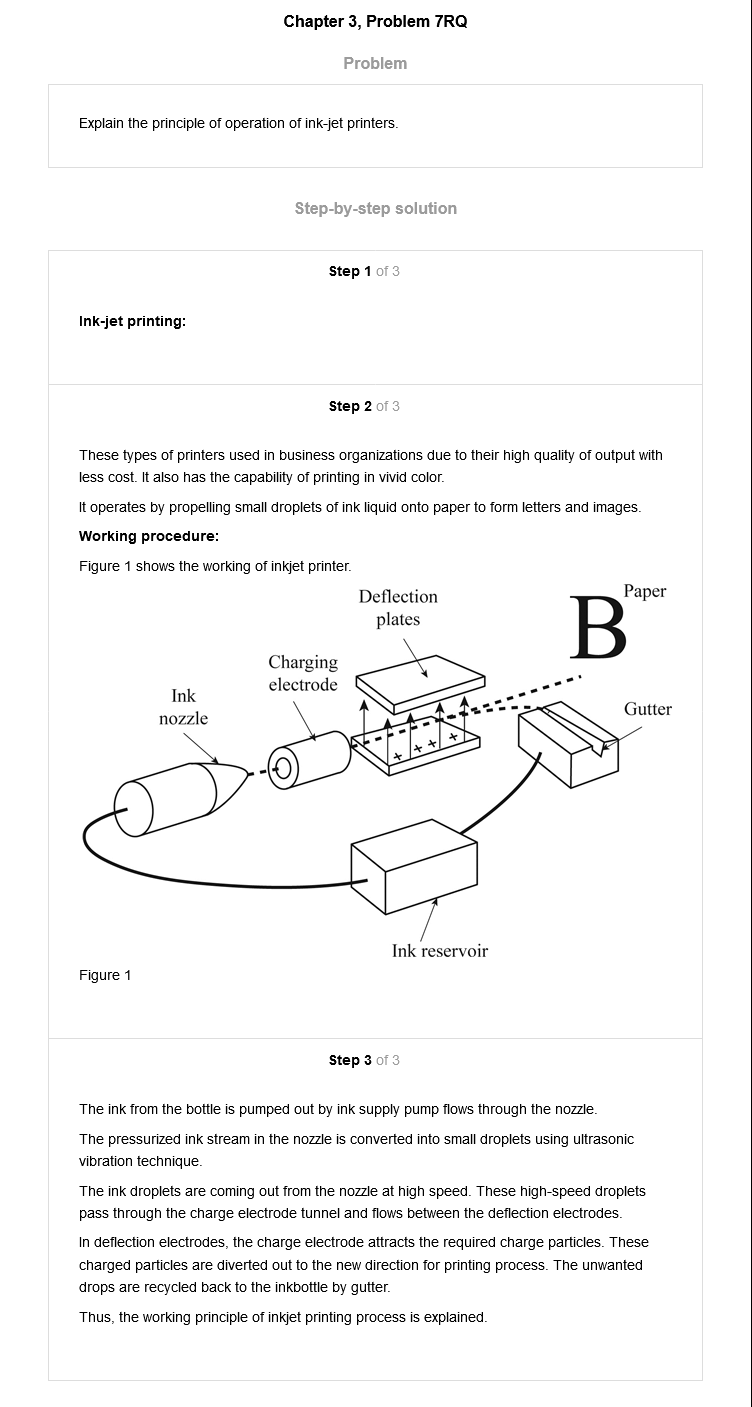 Chapter 3, Problem 7RQ
Problem
Explain the principle of operation of ink-jet printers.
Step-by-step solution
Step 1 of 3
Ink-jet printing:
Step 2 of 3
These types of printers used in business organizations due to their high quality of output with
less cost. It also has the capability of printing in vivid color.
It operates by propelling small droplets of ink liquid onto paper to form letters and images.
Working procedure:
Figure 1 shows the working of inkjet printer.
Deflection
plates
B
Paper
Charging
electrode
Ink
nozzle
Gutter
+ + + +
Ink reservoir
Figure 1
Step 3 of 3
The ink from the bottle is pumped out by ink supply pump flows through the nozzle.
The pressurized ink stream in the nozzle is converted into small droplets using ultrasonic
vibration technique.
The ink droplets are coming out from the nozzle at high speed. These high-speed droplets
pass through the charge electrode tunnel and flows between the deflection electrodes.
In deflection electrodes, the charge electrode attracts the required charge particles. These
charged particles are diverted out to the new direction for printing process. The unwanted
drops are recycled back to the inkbottle by gutter.
Thus, the working principle of inkjet printing process is explained.